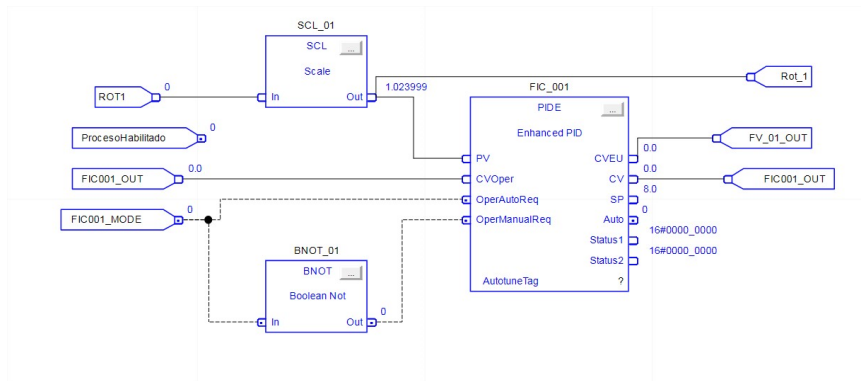 SCL_01
SCL
...
Scale
In
Out
ROT1
0
1.023999
Rot_1
ProcesoHabilitado
0
FIC001_OUT
0.0
FIC001_MODE
0
BNOT_01
BNOT
...
Boolean Not
In
Out
0
FIC_001
PIDE
...
Enhanced PID
PV
CVOper
OperAutoReq
OperManualReq
CVEU
0.0
CV
0.0
SP
8.0
Auto
0
Status1
16#0000_0000
Status2
16#0000_0000
AutotuneTag
?
FV_01_OUT
FIC001_OUT